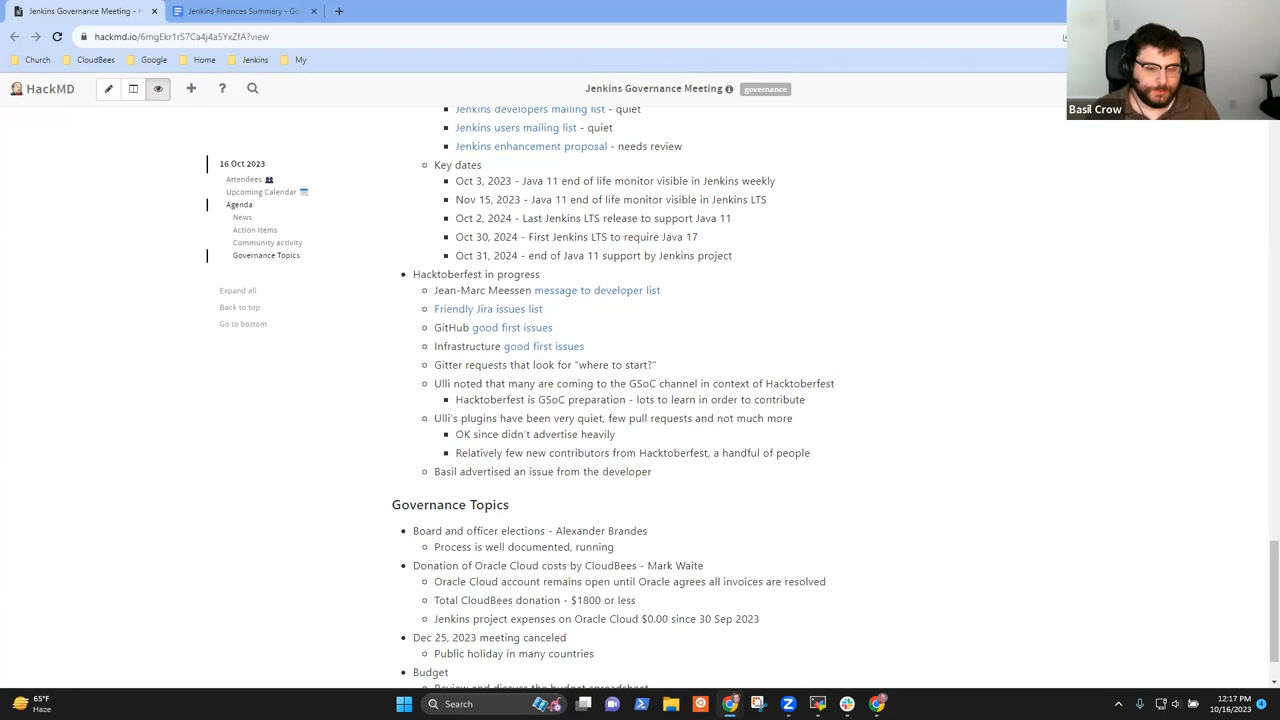 Jenkins Governance Meeting - H
Jenkins Finances Summary - Go
hackmd.io/6mgEkr1rS7Ca4j4a5YxZfA?view
Church
CloudBees
Google
Home
Jenkins
My
HackMD
Jenkins Governance Meeting
governance
Basil Crow
16 Oct 2023
Attendees
Upcoming Calendar
Agenda
News
Action Items
Community activity
Governance Topics
Expand all
Back to top
Go to bottom
Jenkins developers mailing list - quiet
Jenkins users mailing list - quiet
Jenkins enhancement proposal - needs review
Key dates
Oct 3, 2023 - Java 11 end of life monitor visible in Jenkins weekly
Nov 15, 2023 - Java 11 end of life monitor visible in Jenkins LTS
Oct 2, 2024 - Last Jenkins LTS release to support Java 11
Oct 30, 2024 - First Jenkins LTS to require Java 17
Oct 31, 2024 - end of Java 11 support by Jenkins project
Hacktoberfest in progress
Jean-Marc Meessen message to developer list
Friendly Jira issues list
GitHub good first issues
Infrastructure good first issues
Gitter requests that look for "where to start?"
Ulli noted that many are coming to the GSoC channel in context of Hacktoberfest
Hacktoberfest is GSoC preparation - lots to learn in order to contribute
Ulli's plugins have been very quiet, few pull requests and not much more
OK since didn't advertise heavily
Relatively few new contributors from Hacktoberfest, a handful of people
Basil advertised an issue from the developer
Governance Topics
Board and officer elections - Alexander Brandes
Process is well documented, running
Donation of Oracle Cloud costs by CloudBees - Mark Waite
Oracle Cloud account remains open until Oracle agrees all invoices are resolved
Total CloudBees donation - $1800 or less
Jenkins project expenses on Oracle Cloud $0.00 since 30 Sep 2023
Dec 25, 2023 meeting canceled
Public holiday in many countries
Budget
Review and discuss the budget spreadsheet
65°F
Haze
Search
12:17 PM
10/16/2023
4